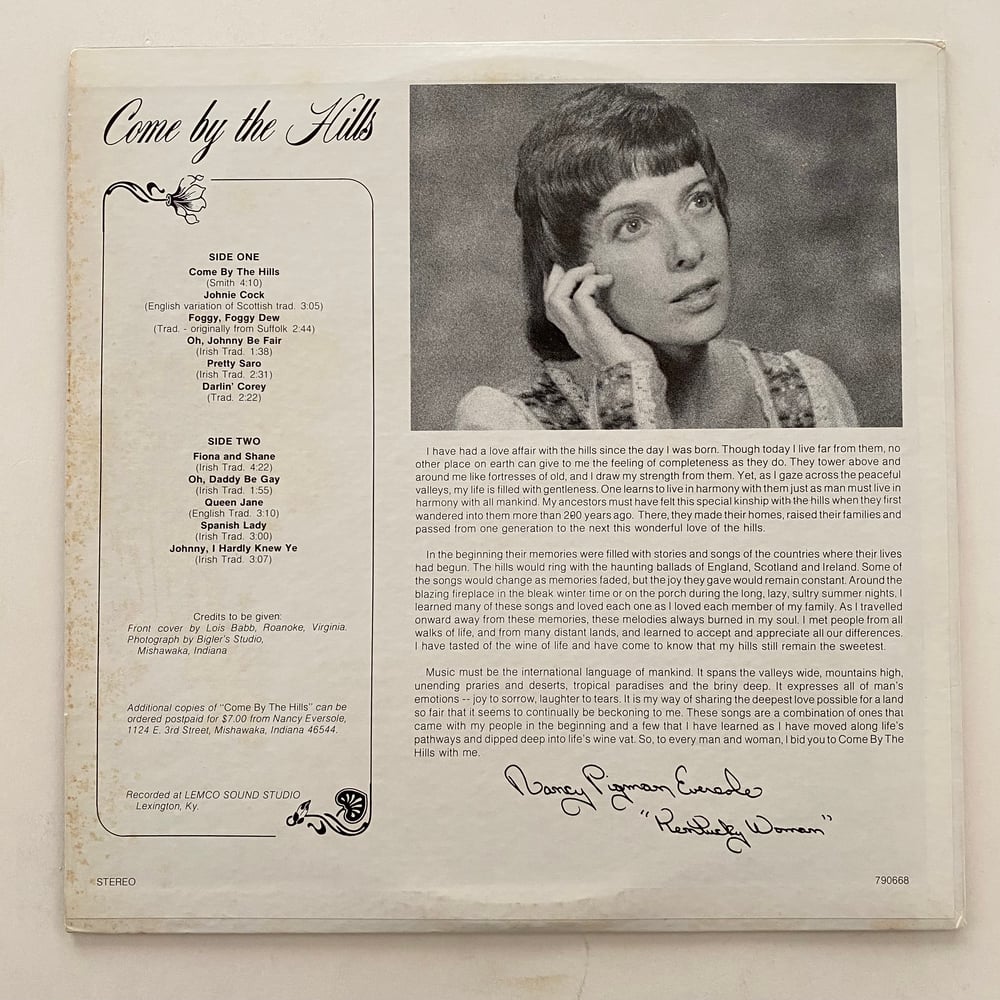 Come by the Hills
SIDE ONE
Come By The Hills
(Smith 4:10)
Johnie Cock
(English variation of Scottish trad. 3:05)
Foggy, Foggy Dew
(Trad. - originally from Suffolk 2:44)
Oh, Johnny Be Fair
(Irish Trad. 1:38)
Pretty Saro
(Irish Trad. 2:31)
Darlin' Corey
(Trad. 2:22)
SIDE TWO
Fiona and Shane
(Irish Trad. 4:22)
Oh, Daddy Be Gay
(Irish Trad. 1:55)
Queen Jane
(English Trad. 3:10)
Spanish Lady
(Irish Trad. 3:00)
Johnny, I Hardly Knew Ye
(Irish Trad. 3:07)
Credits to be given:
Front cover by Lois Babb, Roanoke, Virginia.
Photograph by Bigler's Studio,
Mishawaka, Indiana
Additional copies of "Come By The Hills" can be
ordered postpaid for $7.00 from Nancy Eversole,
1124 E. 3rd Street, Mishawaka, Indiana 46544.
Recorded at LEMCO SOUND STUDIO
Lexington, Ky.
STEREO
I have had a love affair with the hills since the day I was born. Though today I live far from them, no
other place on earth can give to me the feeling of completeness as they do. They tower above and
around me like fortresses of old, and I draw my strength from them. Yet, as I gaze across the peaceful
valleys, my life is filled with gentleness. One learns to live in harmony with them just as man must live in
harmony with all mankind. My ancestors must have felt this special kinship with the hills when they first
wandered into them more than 200 years ago. There, they made their homes, raised their families and
passed from one generation to the next this wonderful love of the hills.
In the beginning their memories were filled with stories and songs of the countries where their lives
had begun. The hills would ring with the haunting ballads of England, Scotland and Ireland. Some of
the songs would change as memories faded, but the joy they gave would remain constant. Around the
blazing fireplace in the bleak winter time or on the porch during the long, lazy, sultry summer nights, I
learned many of these songs and loved each one as I loved each member of my family. As I travelled
onward away from these memories, these melodies always burned in my soul. I met people from all
walks of life, and from many distant lands, and learned to accept and appreciate all our differences.
I have tasted of the wine of life and have come to know that my hills still remain the sweetest.
Music must be the international language of mankind. It spans the valleys wide, mountains high,
unending praries and deserts, tropical paradises and the briny deep. It expresses all of man's
emotions -- joy to sorrow, laughter to tears. It is my way of sharing the deepest love possible for a land
so fair that it seems to continually be beckoning to me. These songs are a combination of ones that
came with my people in the beginning and a few that I have learned as I have moved along life's
pathways and dipped deep into life's wine vat. So, to every man and woman, I bid you to Come By The
Hills with me.
Nancy Pigman Eversole
"Kentucky Woman"
790668